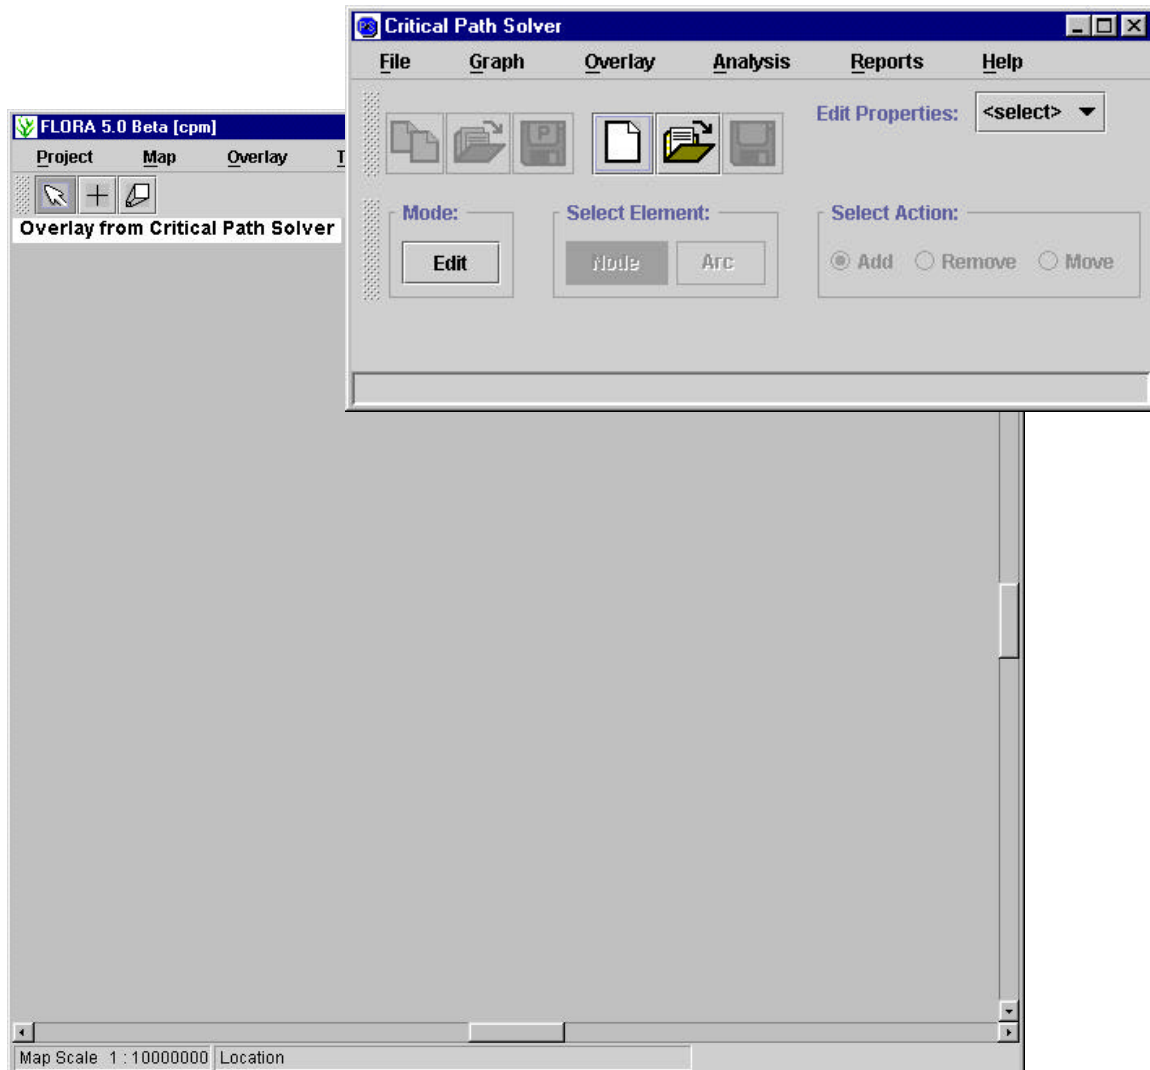 Critical Path Solver
File Graph Overlay Analysis Reports Help
Edit Properties: <select>
P
Mode: Select Element: Select Action:
Edit Node Arc Add Remove Move
FLORA 5.0 Beta [cpm]
Project Map Overlay T
Overlay from Critical Path Solver
Map Scale 1 : 10000000 Location